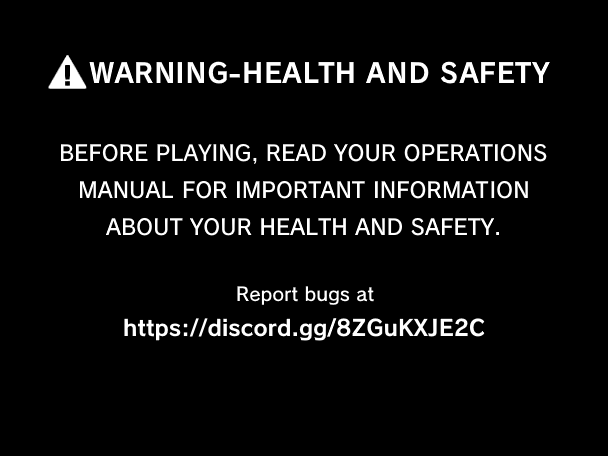 WARNING-HEALTH AND SAFETY
BEFORE PLAYING, READ YOUR OPERATIONS
MANUAL FOR IMPORTANT INFORMATION
ABOUT YOUR HEALTH AND SAFETY.
Report bugs at
https://discord.gg/8ZGuKXJE2C